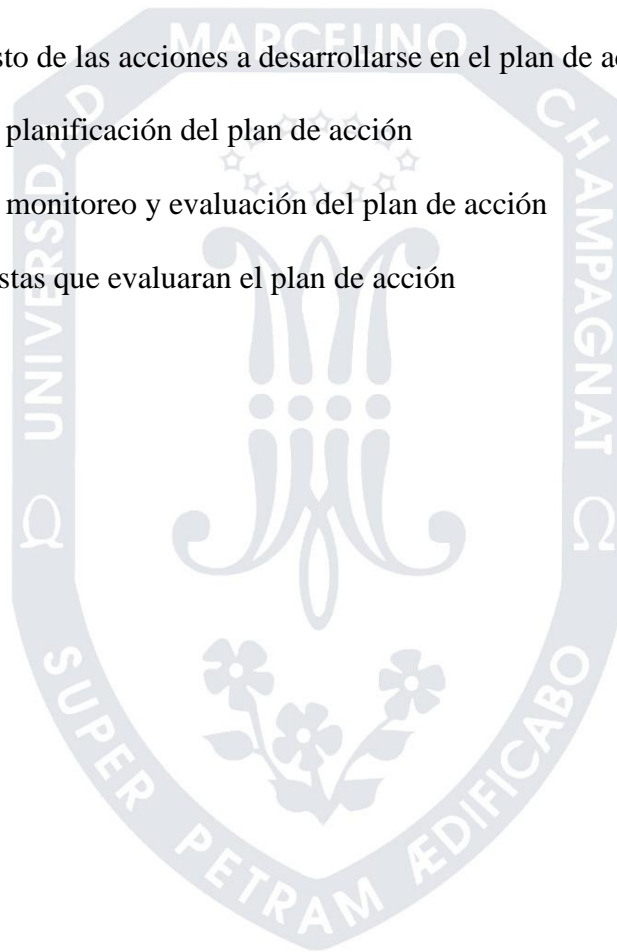 sto de las acciones a desarrollarse en el plan de a
planificación del plan de acción
monitoreo y evaluación del plan de acción
stas que evaluaran el plan de acción
UNIVERSIDAD MARCELINO CHAMPAGNAT
Ω Ω
SUPER PETRAM ÆDIFICABO